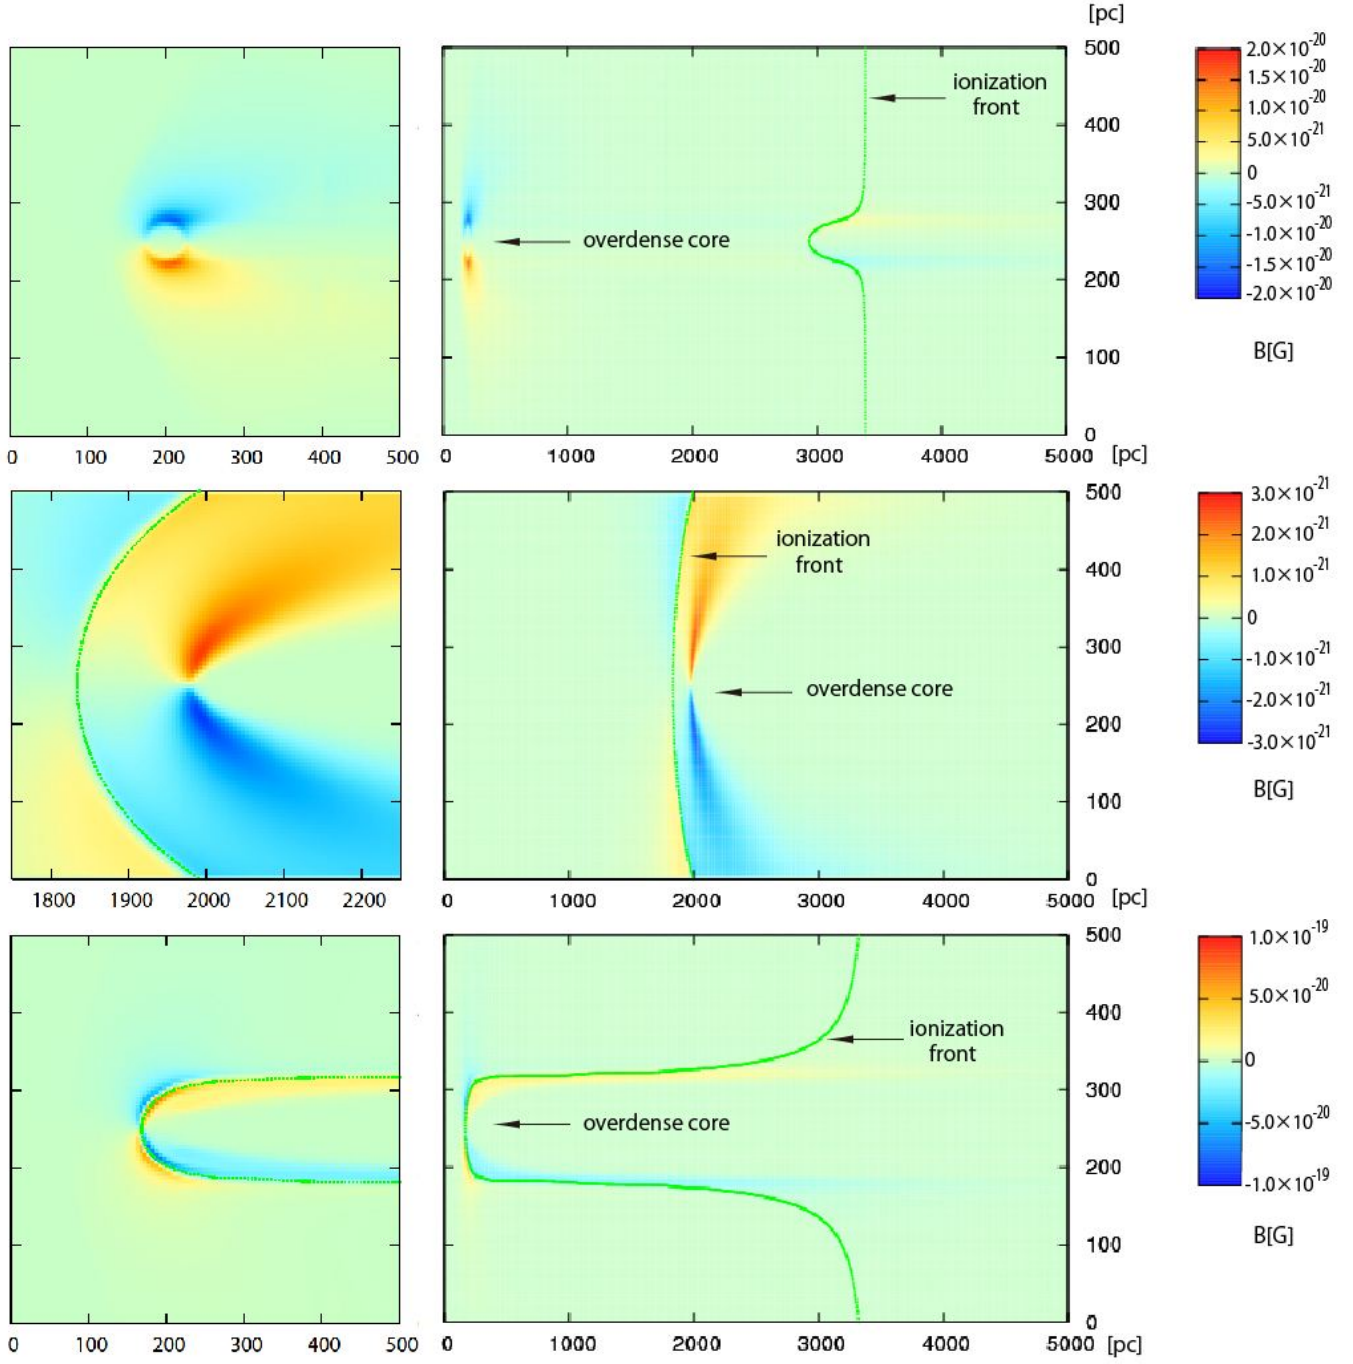 [pc]
500
2.0×10⁻²⁰
ionization
front
1.5×10⁻²⁰
1.0×10⁻²⁰
400
5.0×10⁻²¹
0
300
-5.0×10⁻²¹
overdense core
-1.0×10⁻²⁰
200
-1.5×10⁻²⁰
-2.0×10⁻²⁰
100
B[G]
0
0 100 200 300 400 500
0 1000 2000 3000 4000 5000 [pc]
500
3.0×10⁻²¹
ionization
front
2.0×10⁻²¹
400
1.0×10⁻²¹
300
0
overdense core
-1.0×10⁻²¹
200
-2.0×10⁻²¹
-3.0×10⁻²¹
100
B[G]
0
1800 1900 2000 2100 2200
0 1000 2000 3000 4000 5000 [pc]
500
1.0×10⁻¹⁹
400
5.0×10⁻²⁰
ionization
front
300
0
overdense core
-5.0×10⁻²⁰
200
-1.0×10⁻¹⁹
100
B[G]
0
0 100 200 300 400 500
0 1000 2000 3000 4000 5000 [pc]